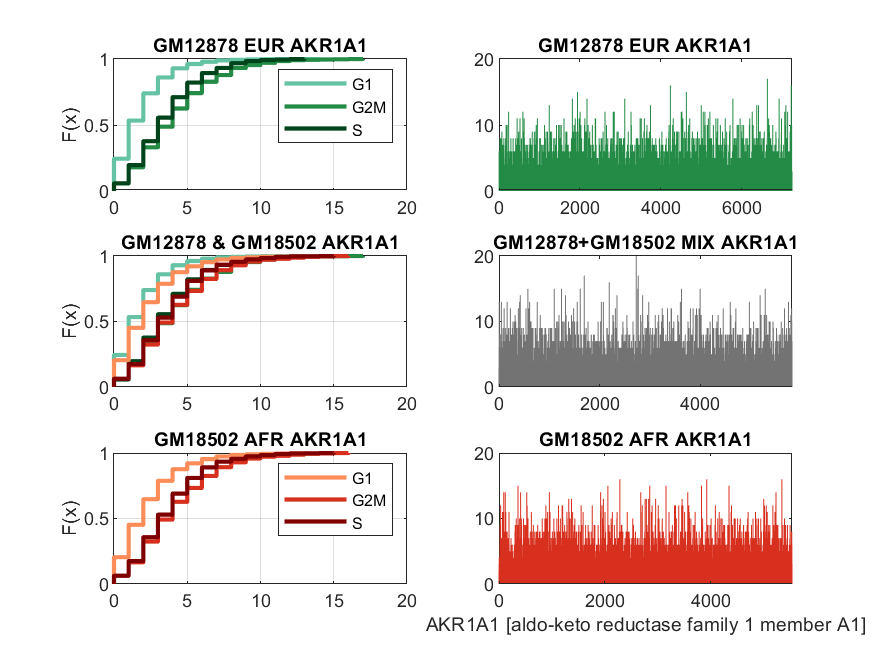 GM12878 EUR AKR1A1
F(x)
1
0.5
0
0
5
10
15
20
G1
G2M
S
GM12878 EUR AKR1A1
20
10
0
0
2000
4000
6000
GM12878 & GM18502 AKR1A1
F(x)
1
0.5
0
0
5
10
15
20
GM12878+GM18502 MIX AKR1A1
20
10
0
0
2000
4000
GM18502 AFR AKR1A1
F(x)
1
0.5
0
0
5
10
15
20
G1
G2M
S
GM18502 AFR AKR1A1
20
10
0
0
2000
4000
AKR1A1 [aldo-keto reductase family 1 member A1]